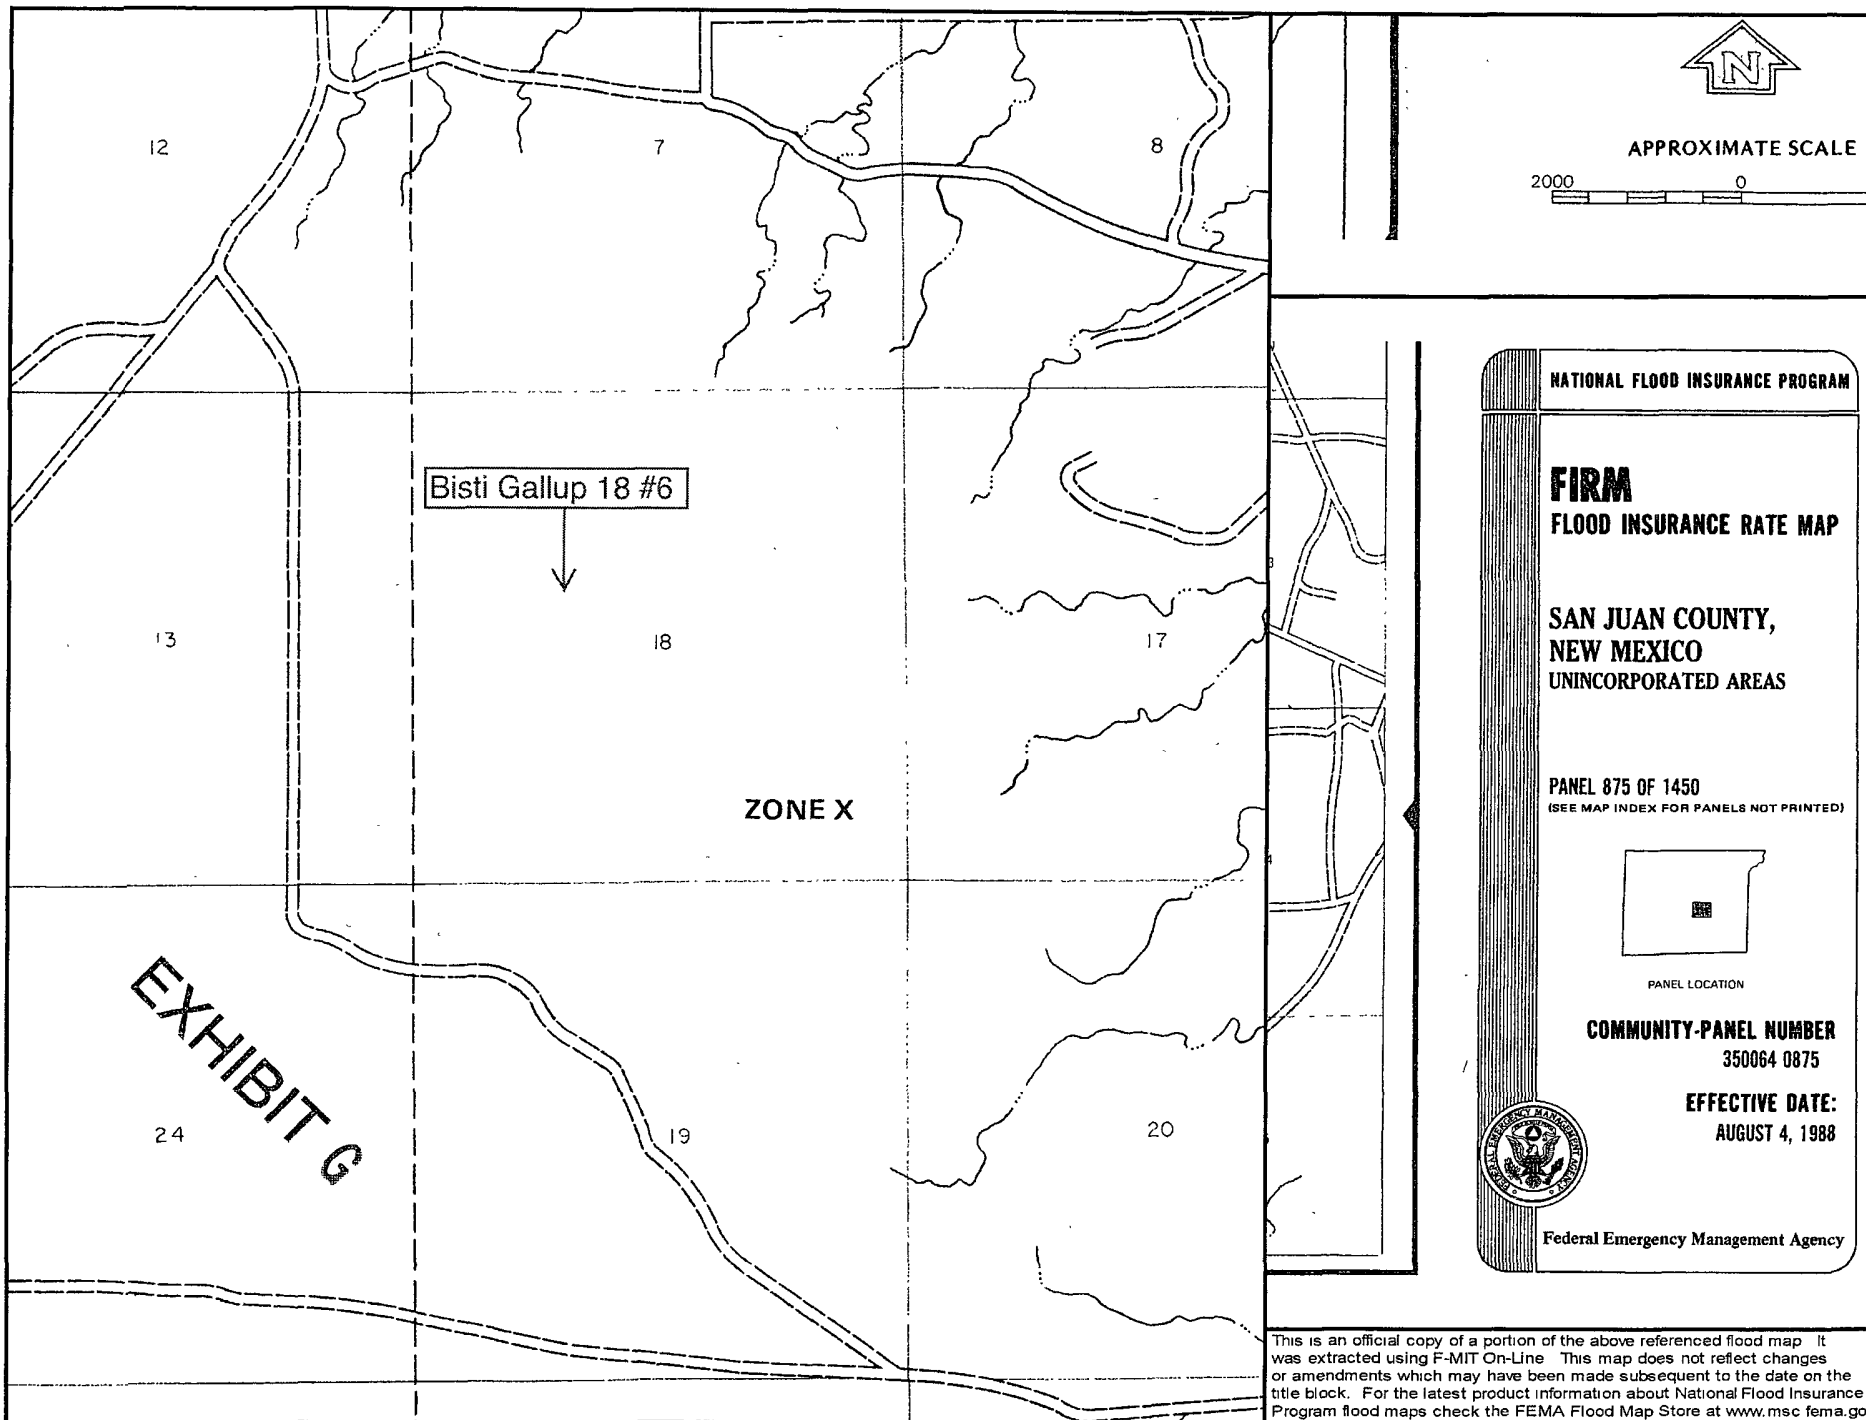 12
7
8
Bisti Gallup 18 #6
13
18
17
ZONE X
EXHIBIT G
24
19
20
N
APPROXIMATE SCALE
2000 0
NATIONAL FLOOD INSURANCE PROGRAM
FIRM
FLOOD INSURANCE RATE MAP
SAN JUAN COUNTY,
NEW MEXICO
UNINCORPORATED AREAS
PANEL 875 OF 1450
(SEE MAP INDEX FOR PANELS NOT PRINTED)
PANEL LOCATION
COMMUNITY-PANEL NUMBER
350064 0875
EFFECTIVE DATE:
AUGUST 4, 1988
FEDERAL EMERGENCY MANAGEMENT AGENCY
Federal Emergency Management Agency
This is an official copy of a portion of the above referenced flood map It
was extracted using F-MIT On-Line This map does not reflect changes
or amendments which may have been made subsequent to the date on the
title block. For the latest product information about National Flood Insurance
Program flood maps check the FEMA Flood Map Store at www.msc fema.go